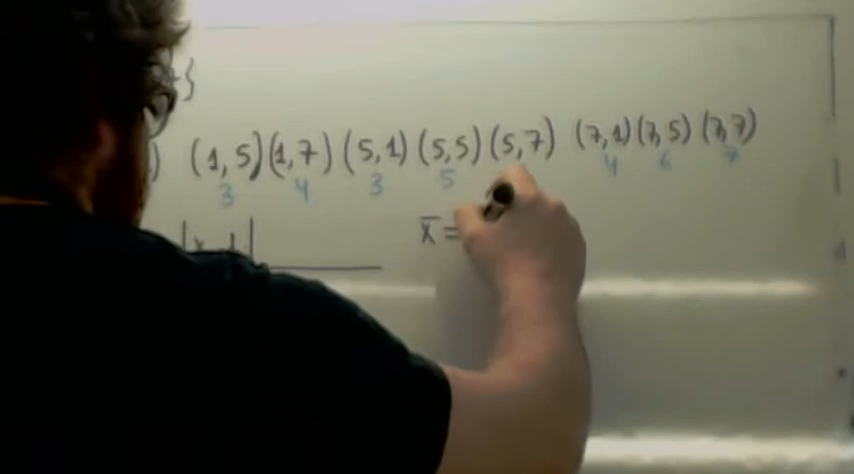 }
) (1, 5) (1, 7) (5, 1) (5, 5) (5, 7) (7, 1) (7, 5) (7, 7)
3 4 3 5 4 6 7
x̄ =